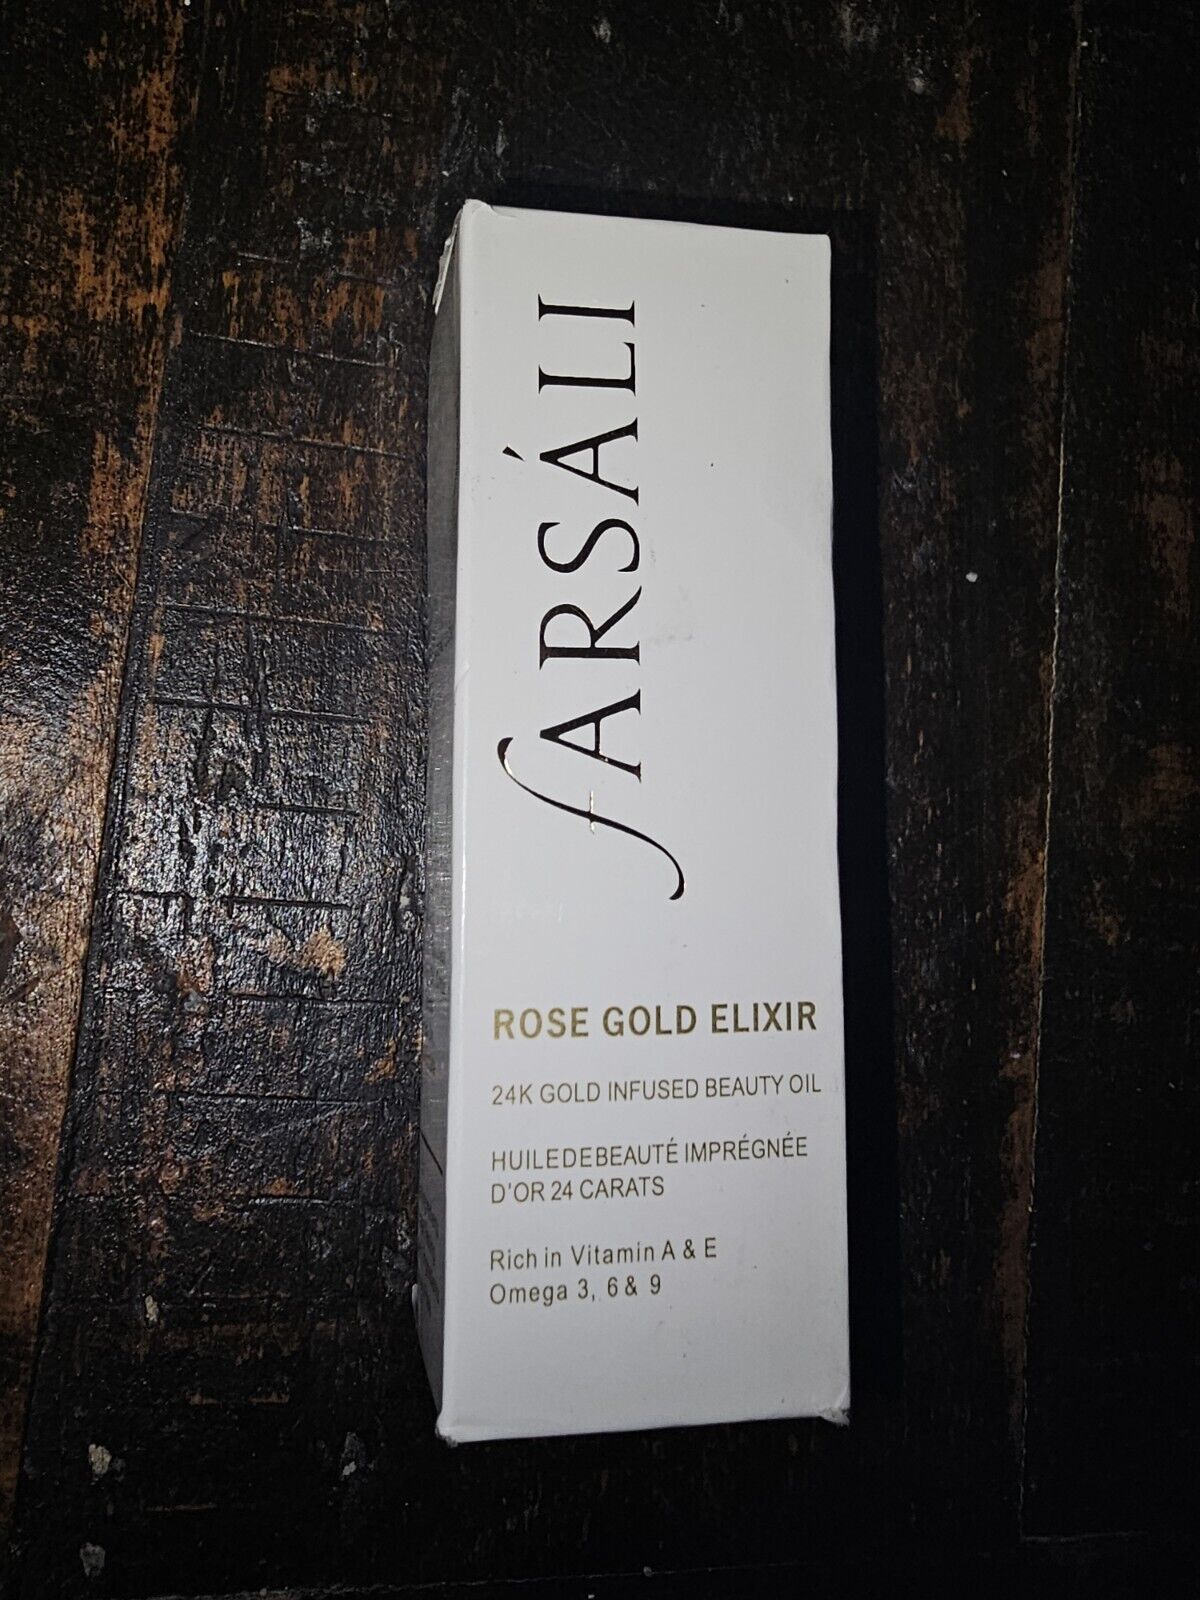 fARSÁLI
ROSE GOLD ELIXIR
24K GOLD INFUSED BEAUTY OIL
HUILEDEBEAUTÉ IMPRÉGNÉE
D'OR 24 CARATS
Rich in Vitamin A & E
Omega 3, 6 & 9